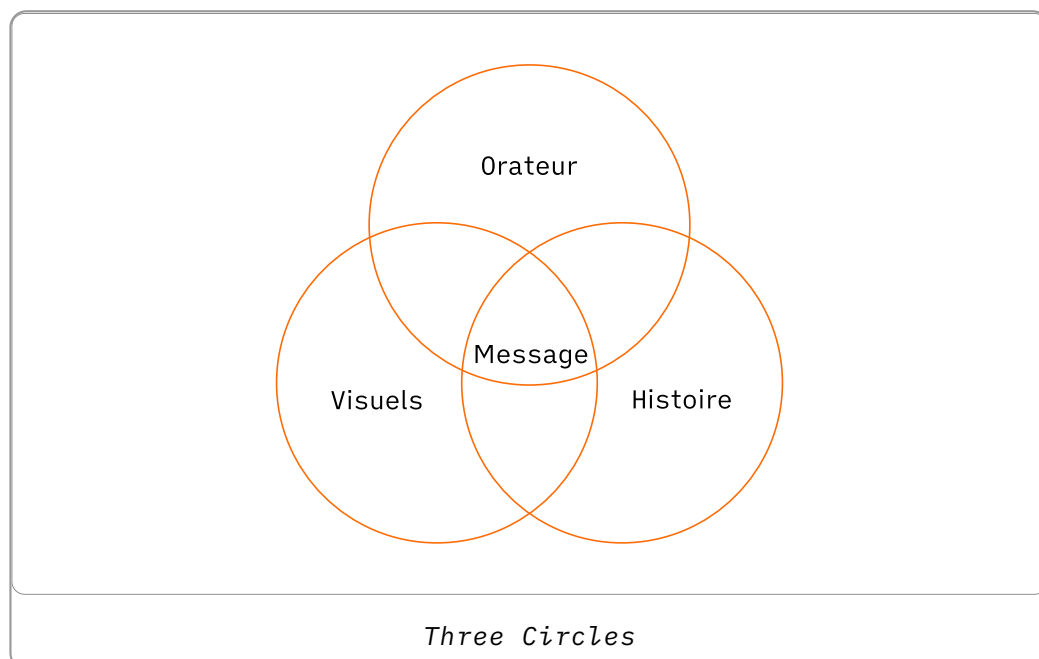 Orateur
Message
Visuels
Histoire
Three Circles